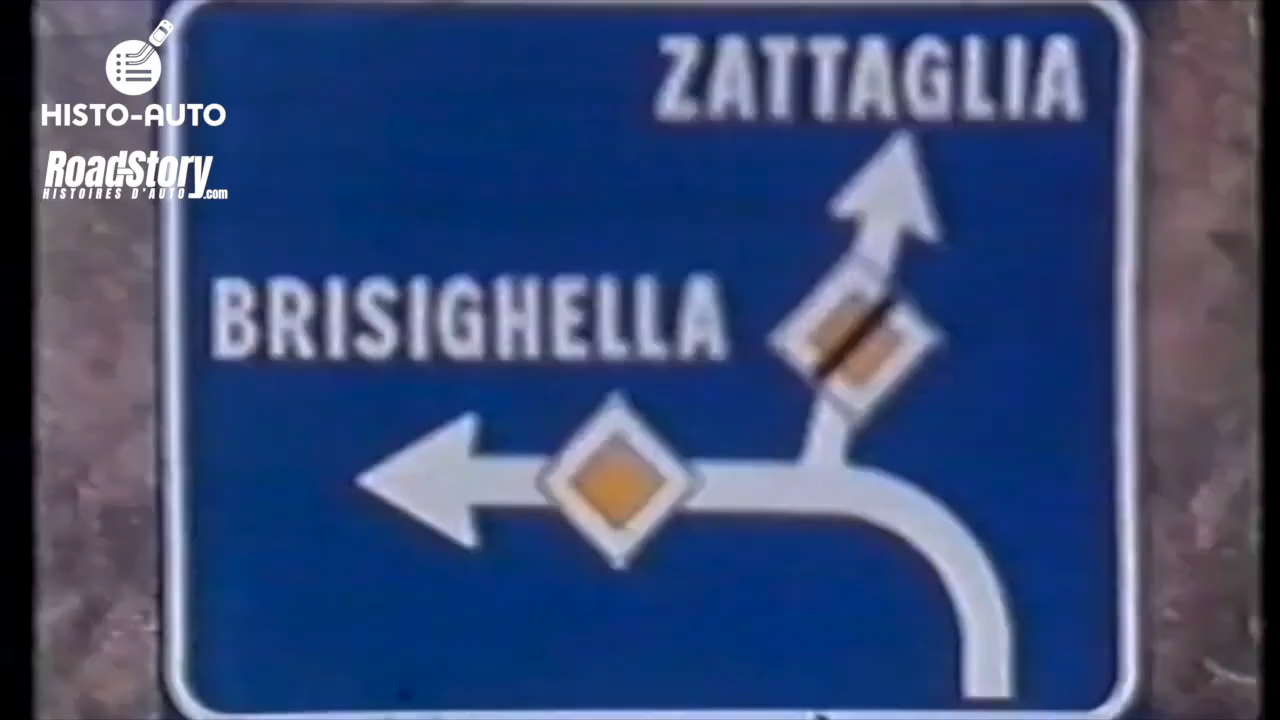 HISTO-AUTO
RoadStory
HISTOIRES D'AUTO.com
ZATTAGLIA
BRISIGHELLA